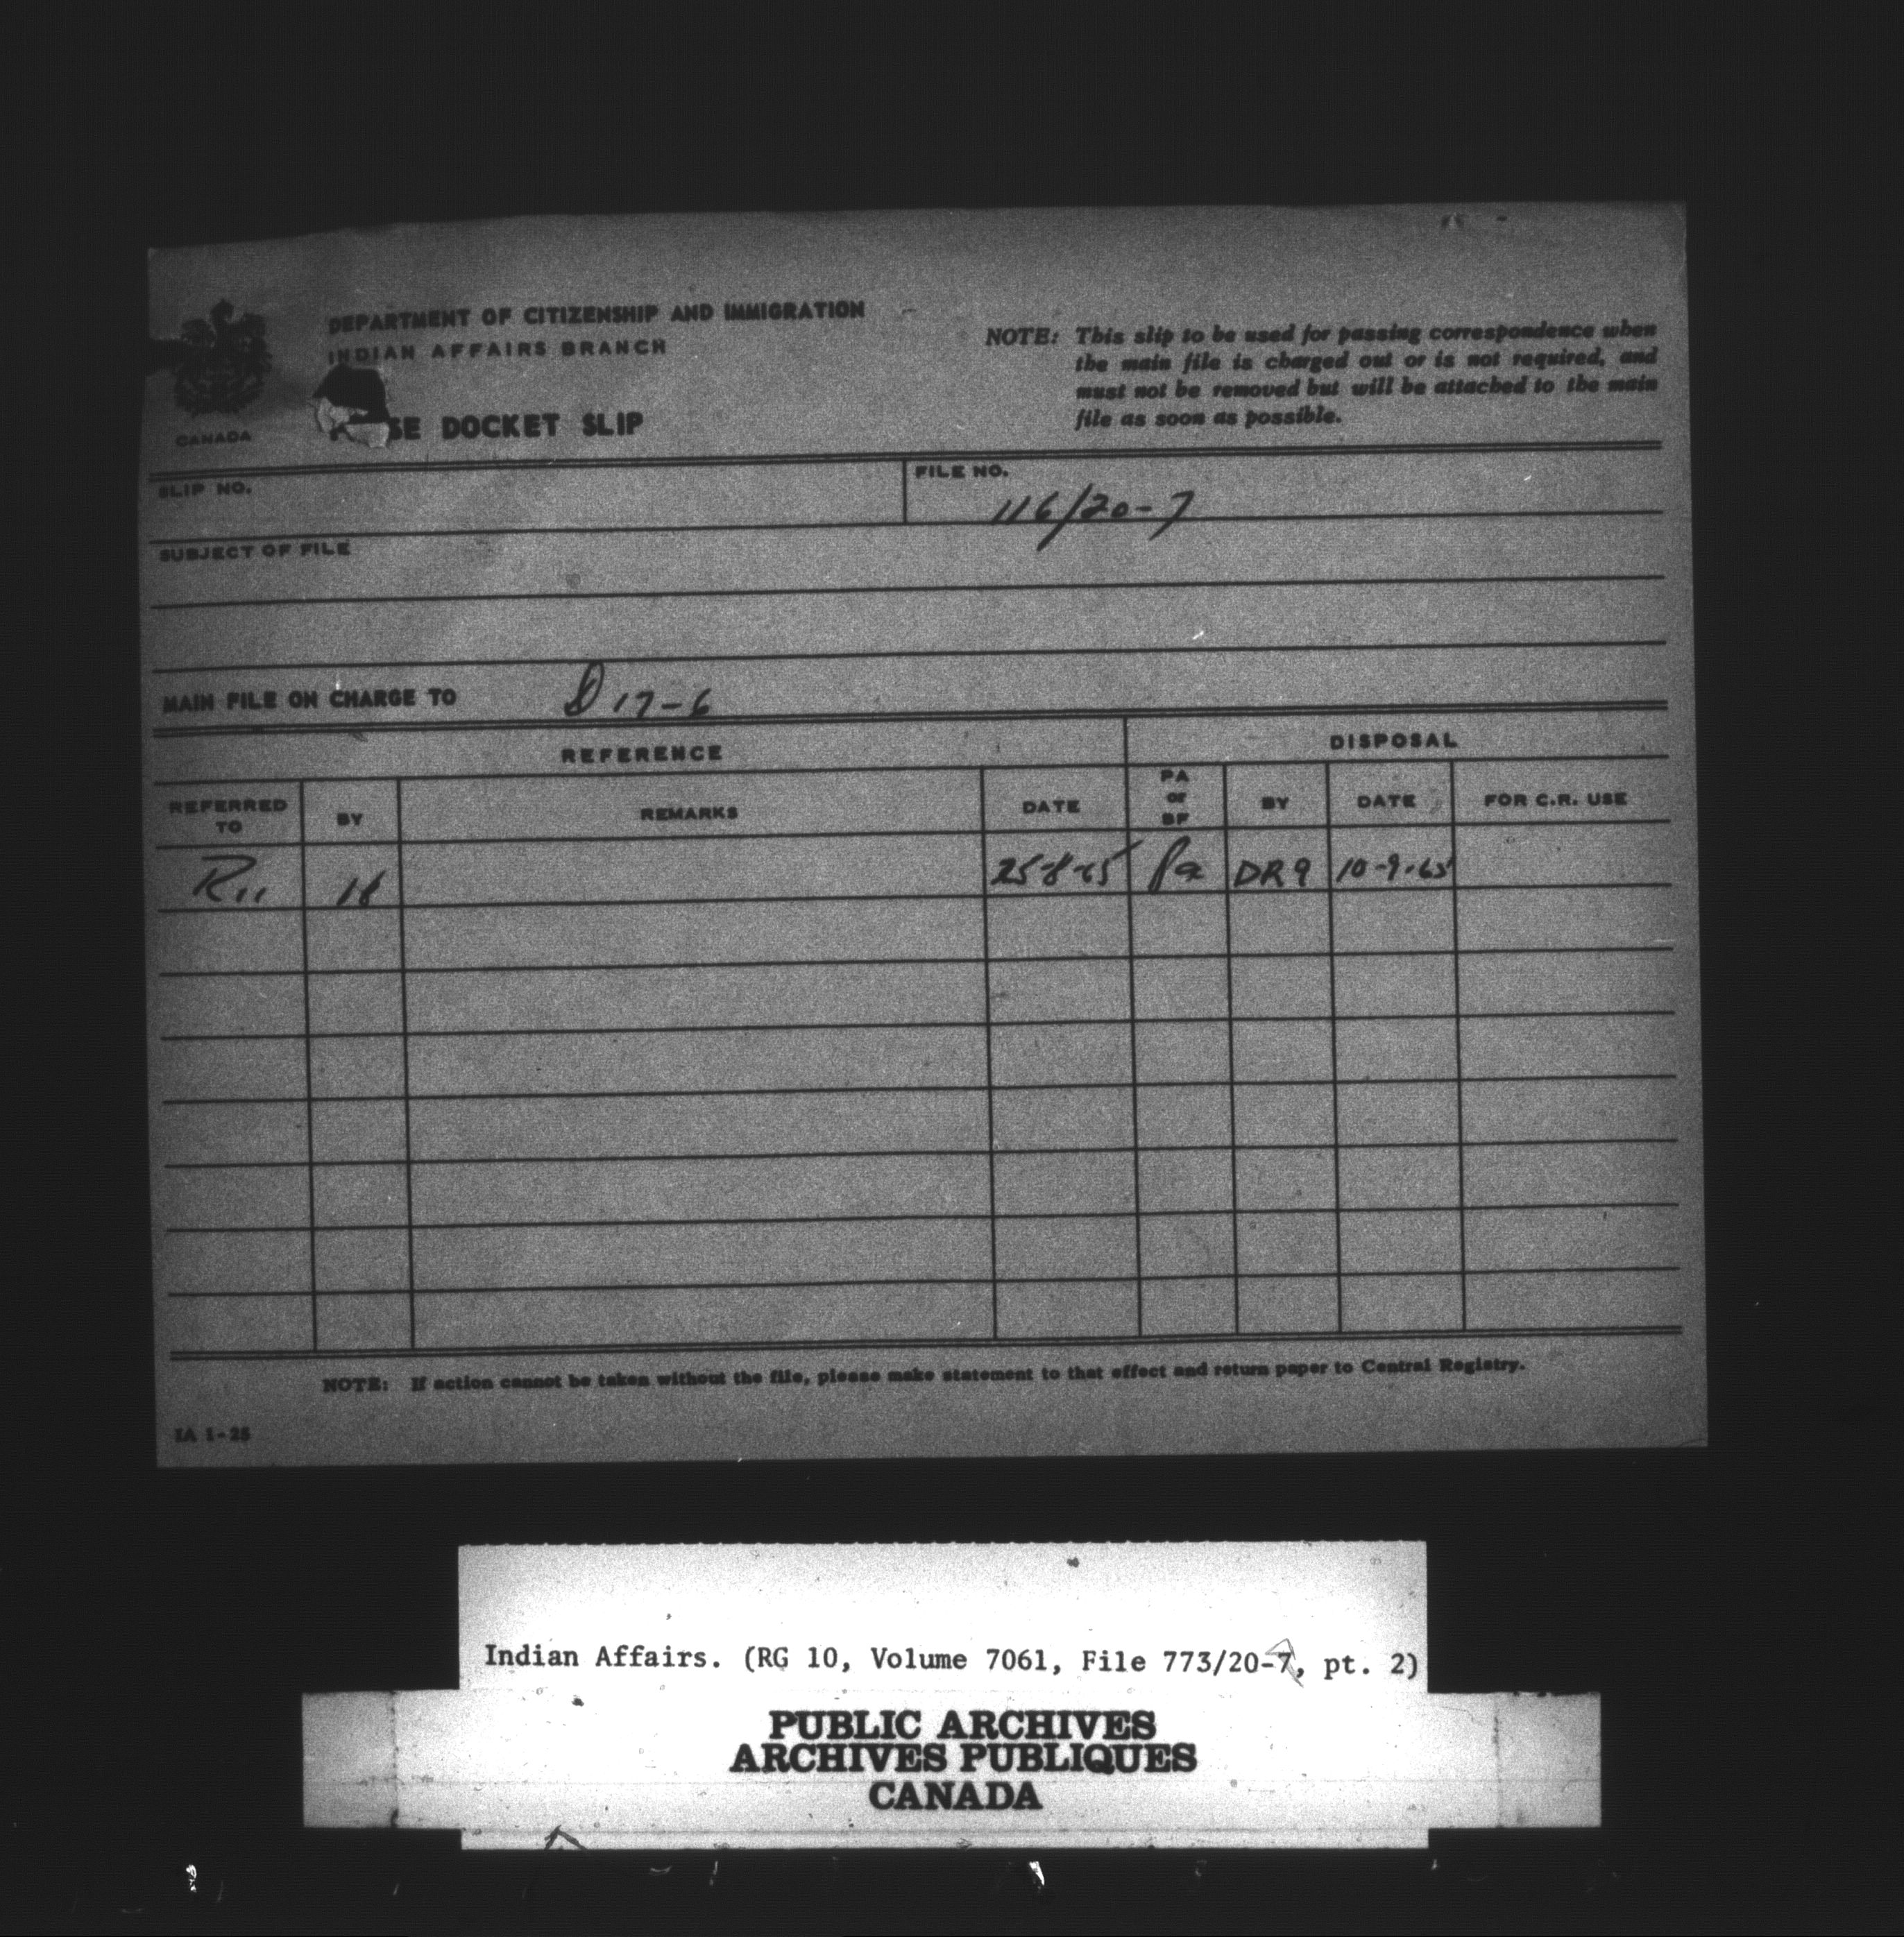 DEPARTMENT OF CITIZENSHIP AND IMMIGRATION
INDIAN AFFAIRS BRANCH
SE DOCKET SLIP
CANADA
NOTE: This slip to be used for passing correspondence when
the main file is charged out or is not required, and
must not be removed but will be attached to the main
file as soon as possible.
SLIP NO.
FILE NO.
116/20-7
SUBJECT OF FILE
MAIN FILE ON CHARGE TO D 17-6
REFERENCE DISPOSAL
REFERRED TO BY REMARKS DATE PA or BF BY DATE FOR C.R. USE
R11 18 25-8-65 Pa DR9 10-9-65
NOTE: If action cannot be taken without the file, please make statement to that effect and return paper to Central Registry.
IA 1-25
Indian Affairs. (RG 10, Volume 7061, File 773/20-7, pt. 2)
PUBLIC ARCHIVES
ARCHIVES PUBLIQUES
CANADA